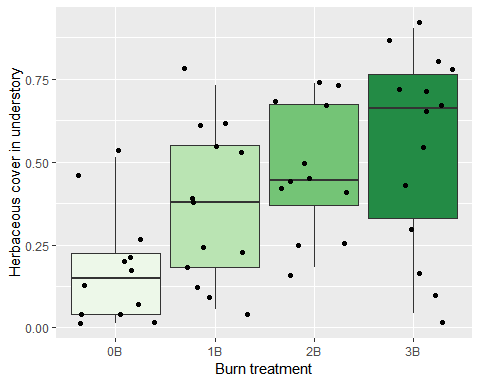 Herbaceous cover in understory
0.75
0.50
0.25
0.00
0B 1B 2B 3B
Burn treatment